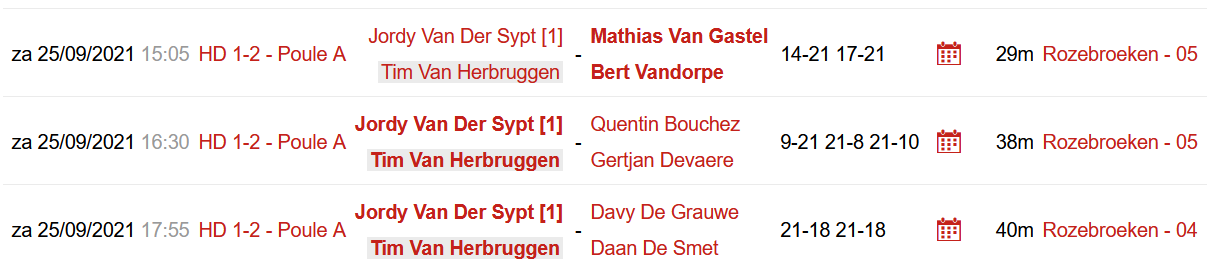 za 25/09/2021 15:05 HD 1-2 - Poule A Jordy Van Der Sypt [1] - Mathias Van Gastel 14-21 17-21 29m Rozebroeken - 05
Tim Van Herbruggen Bert Vandorpe
za 25/09/2021 16:30 HD 1-2 - Poule A Jordy Van Der Sypt [1] - Quentin Bouchez 9-21 21-8 21-10 38m Rozebroeken - 05
Tim Van Herbruggen Gertjan Devaere
za 25/09/2021 17:55 HD 1-2 - Poule A Jordy Van Der Sypt [1] - Davy De Grauwe 21-18 21-18 40m Rozebroeken - 04
Tim Van Herbruggen Daan De Smet